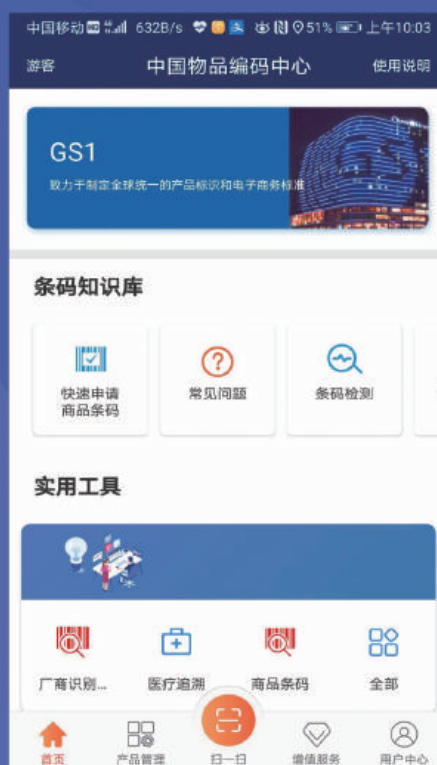 中国移动 HD 4G 632B/s 51% 上午10:03
游客 中国物品编码中心 使用说明
GS1
致力于制定全球统一的产品标识和电子商务标准
条码知识库
快速申请
商品条码
常见问题
条码检测
实用工具
厂商识别...
医疗追溯
商品条码
全部
首页
产品管理
扫一扫
增值服务
用户中心